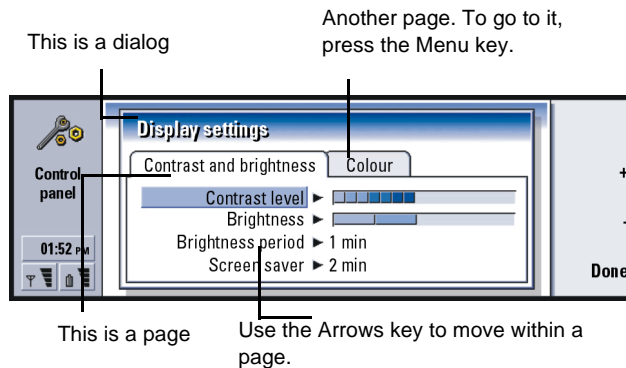 This is a dialog
Another page. To go to it,
press the Menu key.
Display settings
Control
panel
Contrast and brightness
Colour
Contrast level
Brightness
Brightness period 1 min
Screen saver 2 min
01:52 PM
+
-
Done
This is a page
Use the Arrows key to move within a
page.